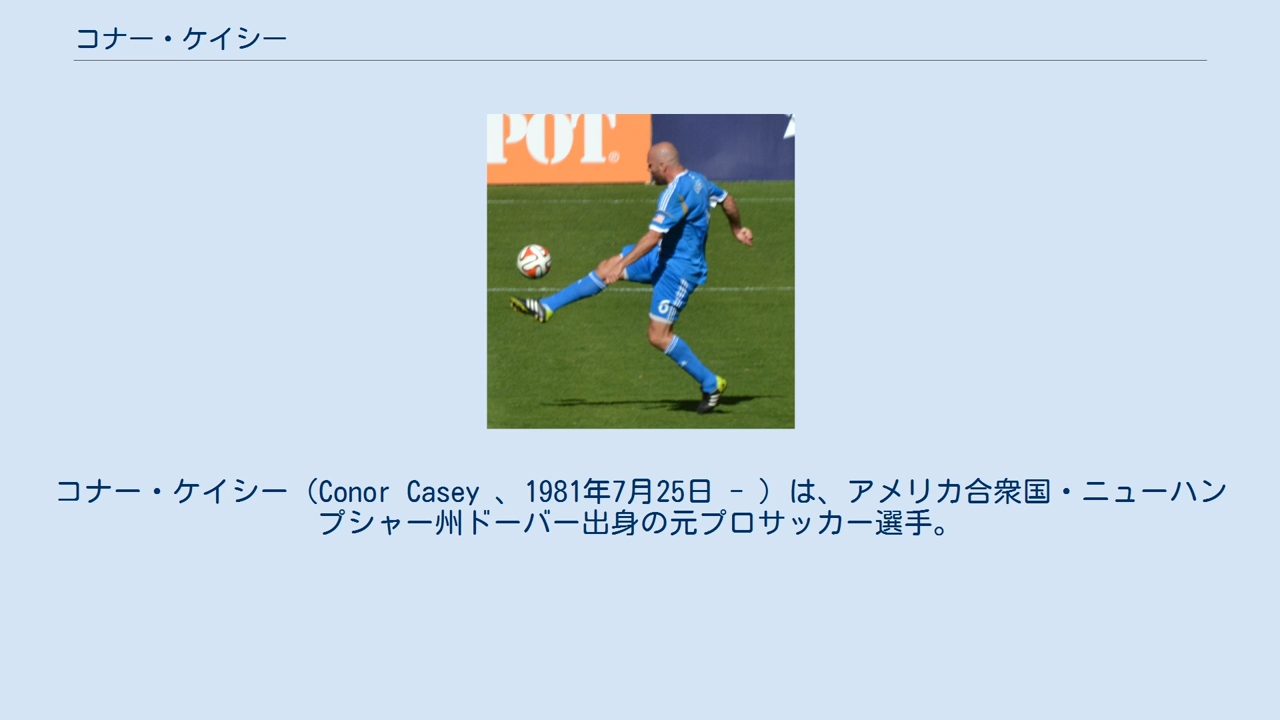 コナー・ケイシー
POT®
6
コナー・ケイシー（Conor Casey 、1981年7月25日 - ）は、アメリカ合衆国・ニューハン
プシャー州ドーバー出身の元プロサッカー選手。